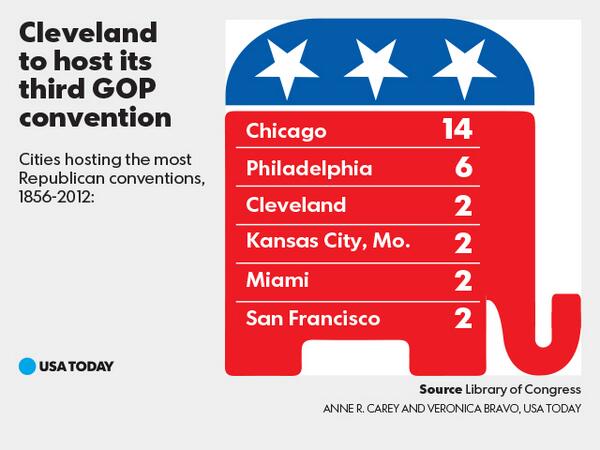 Cleveland
to host its
third GOP
convention
Cities hosting the most
Republican conventions,
1856-2012:
Chicago 14
Philadelphia 6
Cleveland 2
Kansas City, Mo. 2
Miami 2
San Francisco 2
USA TODAY
Source Library of Congress
ANNE R. CAREY AND VERONICA BRAVO, USA TODAY